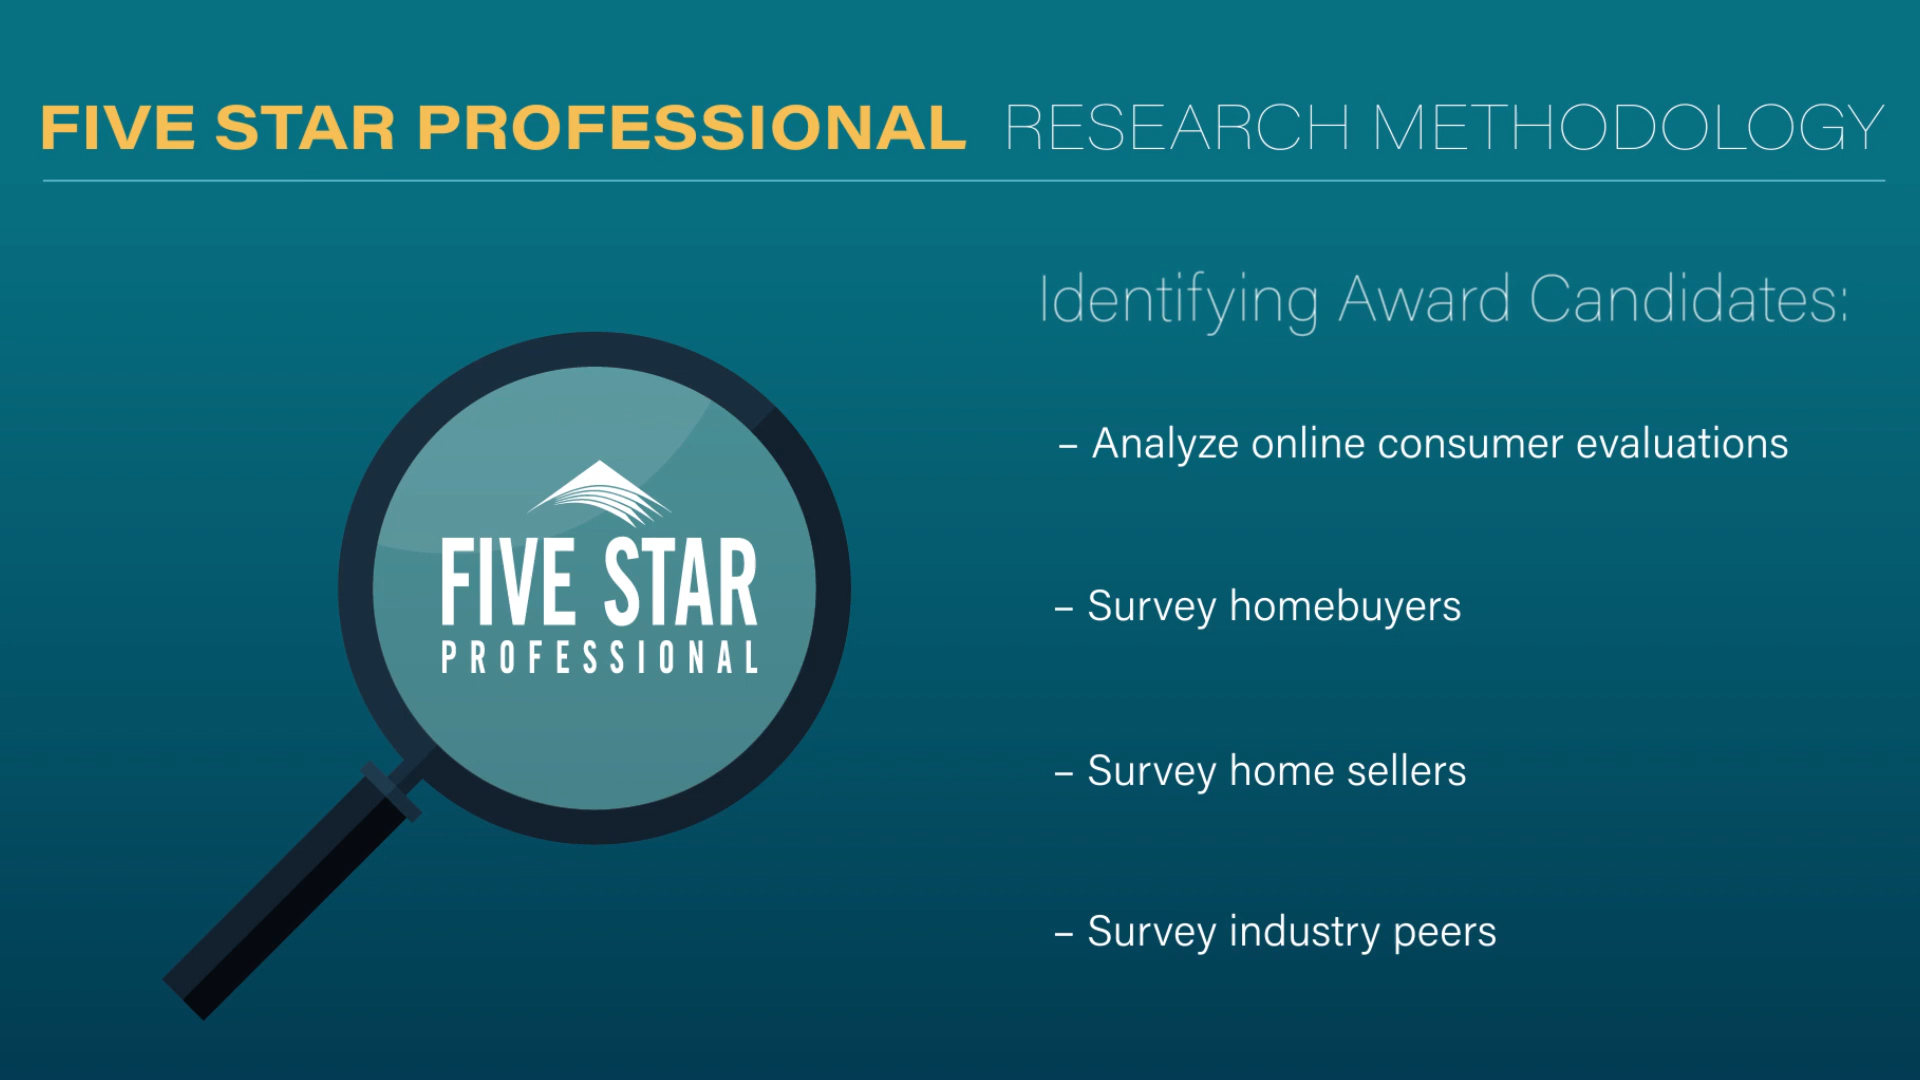 FIVE STAR PROFESSIONAL RESEARCH METHODOLOGY
Identifying Award Candidates:
– Analyze online consumer evaluations
– Survey homebuyers
– Survey home sellers
– Survey industry peers
FIVE STAR
PROFESSIONAL